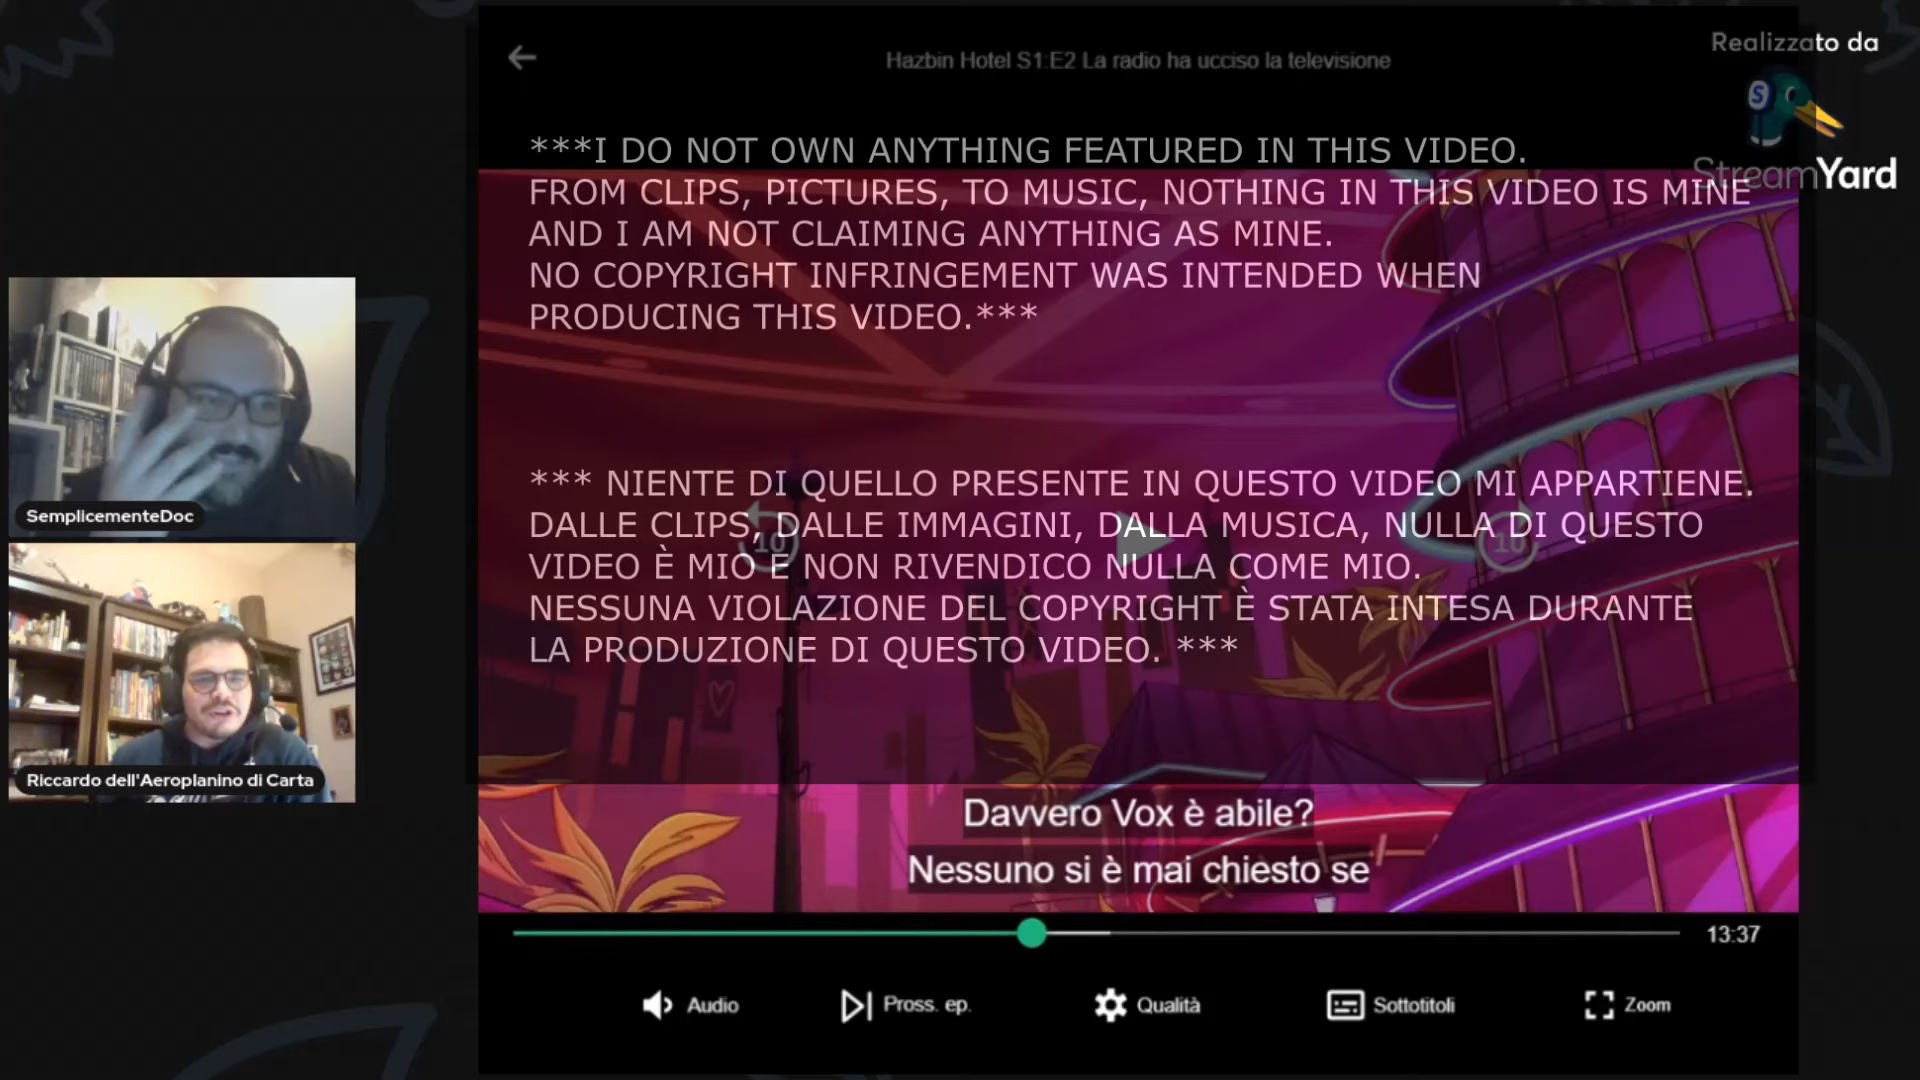 Hazbin Hotel S1:E2 La radio ha ucciso la televisione
Realizzato da
S
StreamYard
***I DO NOT OWN ANYTHING FEATURED IN THIS VIDEO.
FROM CLIPS, PICTURES, TO MUSIC, NOTHING IN THIS VIDEO IS MINE
AND I AM NOT CLAIMING ANYTHING AS MINE.
NO COPYRIGHT INFRINGEMENT WAS INTENDED WHEN
PRODUCING THIS VIDEO.***
*** NIENTE DI QUELLO PRESENTE IN QUESTO VIDEO MI APPARTIENE.
DALLE CLIPS, DALLE IMMAGINI, DALLA MUSICA, NULLA DI QUESTO
VIDEO È MIO E NON RIVENDICO NULLA COME MIO.
NESSUNA VIOLAZIONE DEL COPYRIGHT È STATA INTESA DURANTE
LA PRODUZIONE DI QUESTO VIDEO. ***
10
10
SemplicementeDoc
Riccardo dell'Aeroplanino di Carta
Davvero Vox è abile?
Nessuno si è mai chiesto se
13:37
Audio
Pross. ep.
Qualità
Sottotitoli
Zoom